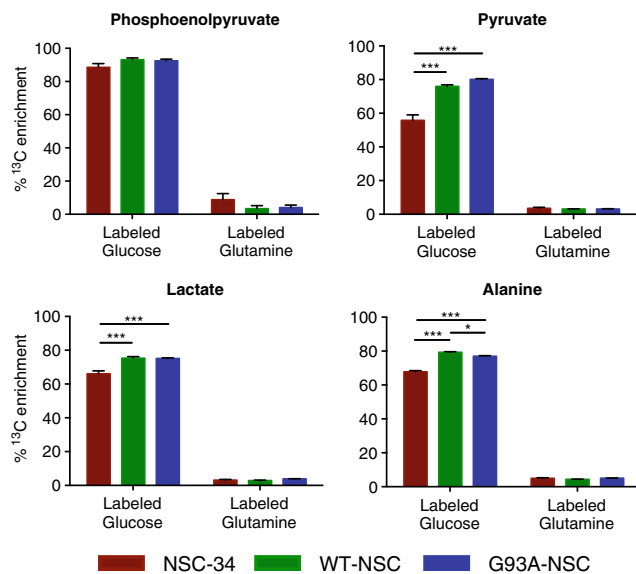 Phosphoenolpyruvate
% ¹³C enrichment
100
80
60
40
20
0
Labeled
Glucose
Labeled
Glutamine
Pyruvate
100
80
60
40
20
0
***
***
Labeled
Glucose
Labeled
Glutamine
Lactate
% ¹³C enrichment
100
80
60
40
20
0
***
***
Labeled
Glucose
Labeled
Glutamine
Alanine
100
80
60
40
20
0
***
*
***
Labeled
Glucose
Labeled
Glutamine
NSC-34
WT-NSC
G93A-NSC